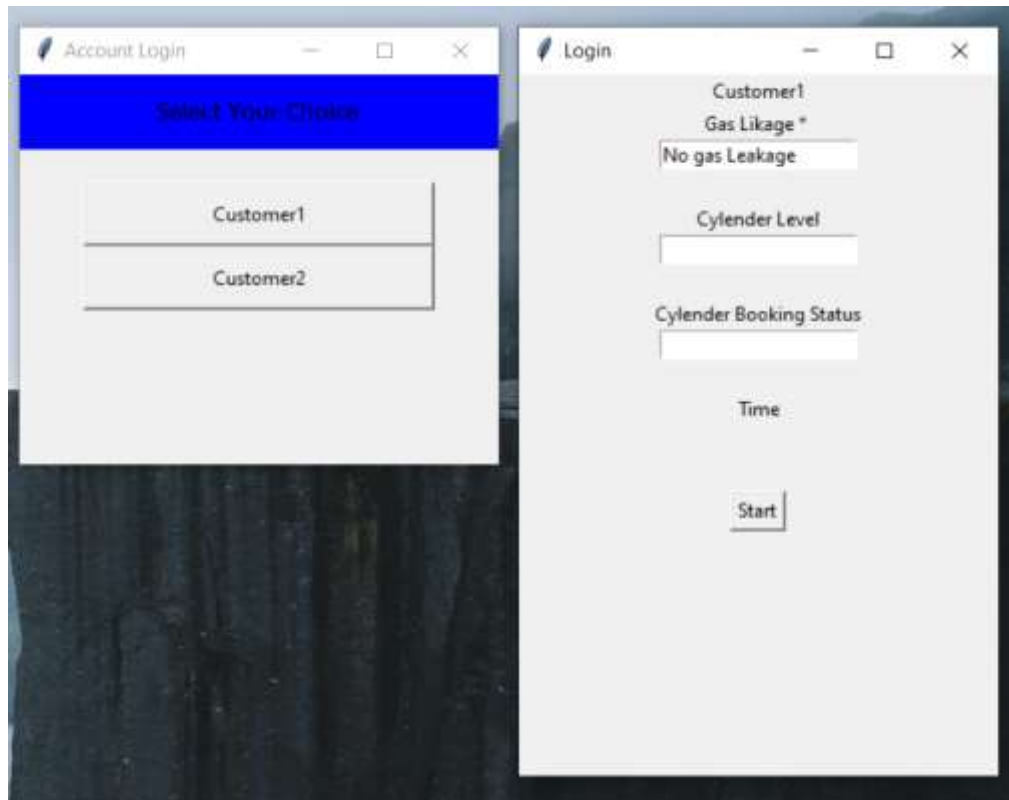 Account Login
Select Your Choice
Customer1
Customer2
Login
Customer1
Gas Likage *
No gas Leakage
Cylender Level
Cylender Booking Status
Time
Start